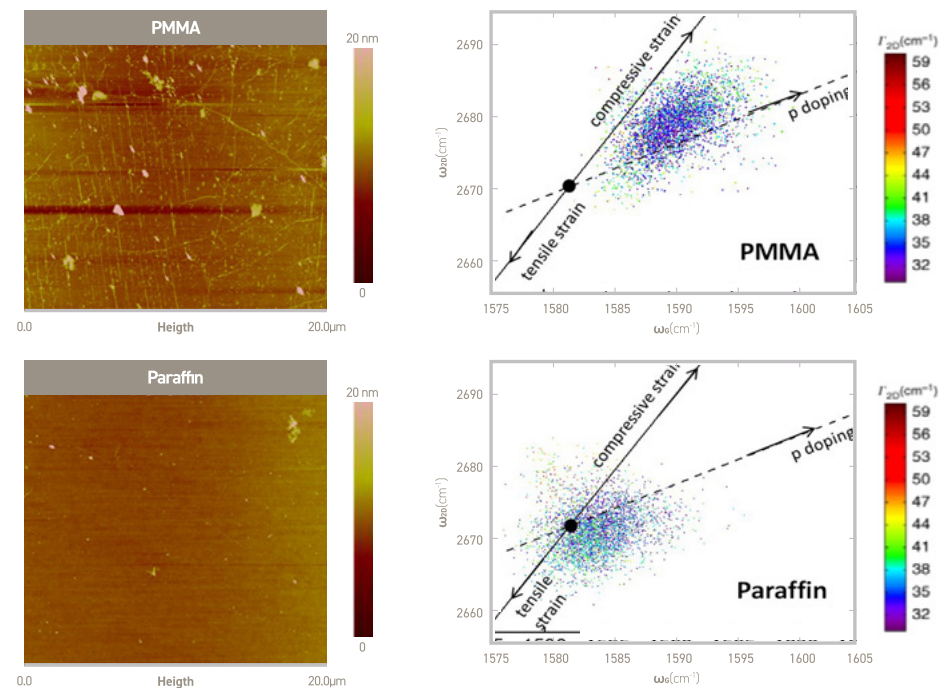 PMMA
20 nm
0
0.0
Heigth
20.0µm
2690
2680
2670
2660
ω2D(cm⁻¹)
compressive strain
p doping
tensile strain
PMMA
1575
1580
1585
1590
1595
1600
1605
ωG(cm⁻¹)
Γ2D(cm⁻¹)
59
53
50
47
44
41
39
38
35
32
Paraffin
20 nm
0
0.0
Heigth
20.0µm
2690
2680
2670
2660
ω2D(cm⁻¹)
compressive strain
p doping
tensile
strain
Paraffin
1575
1580
1585
1590
1595
1600
1605
ωG(cm⁻¹)
Γ2D(cm⁻¹)
59
53
50
47
44
41
38
35
32